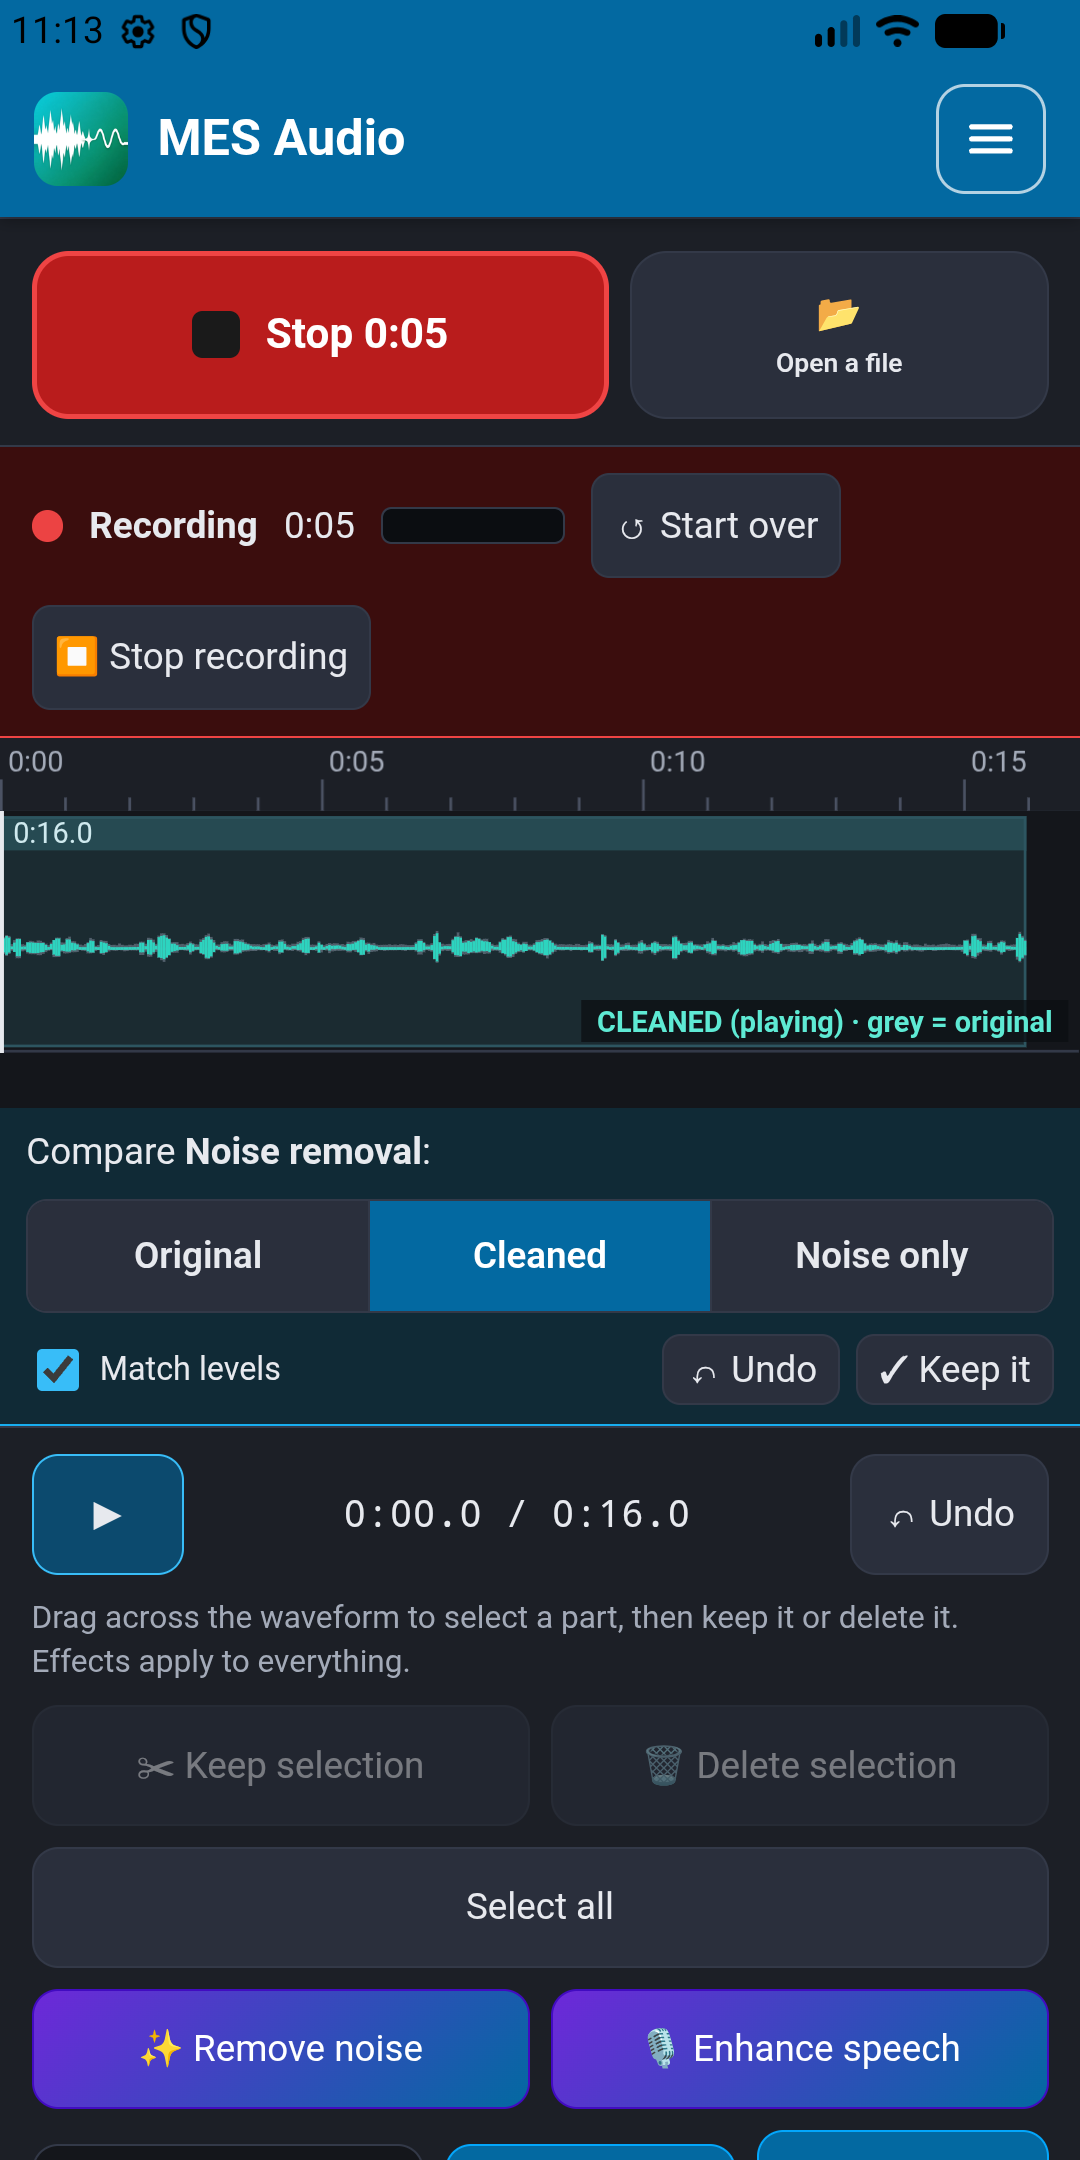 11:13
MES Audio
Stop 0:05
Open a file
Recording 0:05
Start over
Stop recording
0:00 0:05 0:10 0:15
0:16.0
CLEANED (playing) · grey = original
Compare Noise removal:
Original Cleaned Noise only
Match levels
Undo
✓ Keep it
0:00.0 / 0:16.0
Undo
Drag across the waveform to select a part, then keep it or delete it.
Effects apply to everything.
Keep selection
Delete selection
Select all
Remove noise
Enhance speech